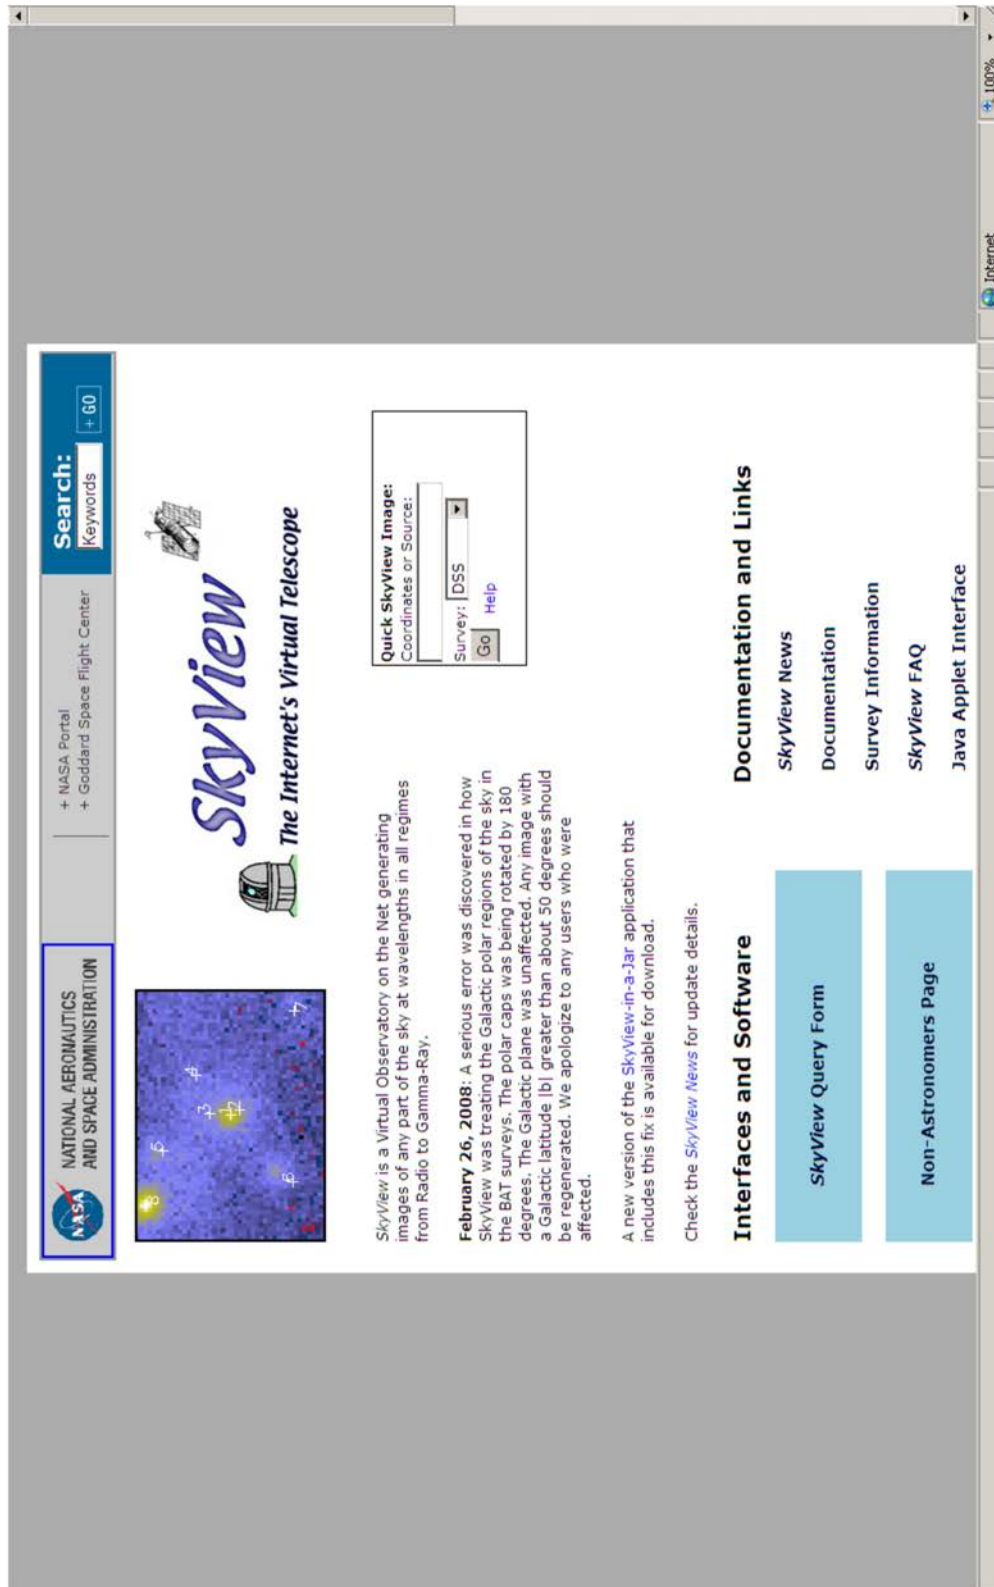 NASA
NATIONAL AERONAUTICS
AND SPACE ADMINISTRATION
+ NASA Portal
+ Goddard Space Flight Center
Search:
Keywords
+ GO
8
5
3
4
1
2
6
7
SkyView
The Internet's Virtual Telescope
SkyView is a Virtual Observatory on the Net generating
images of any part of the sky at wavelengths in all regimes
from Radio to Gamma-Ray.
February 26, 2008: A serious error was discovered in how
SkyView was treating the Galactic polar regions of the sky in
the BAT surveys. The polar caps was being rotated by 180
degrees. The Galactic plane was unaffected. Any image with
a Galactic latitude |b| greater than about 50 degrees should
be regenerated. We apologize to any users who were
affected.
A new version of the SkyView-in-a-Jar application that
includes this fix is available for download.
Check the SkyView News for update details.
Quick SkyView Image:
Coordinates or Source:
Survey: DSS
Go Help
Interfaces and Software
SkyView Query Form
Non-Astronomers Page
Documentation and Links
SkyView News
Documentation
Survey Information
SkyView FAQ
Java Applet Interface
Internet
100%